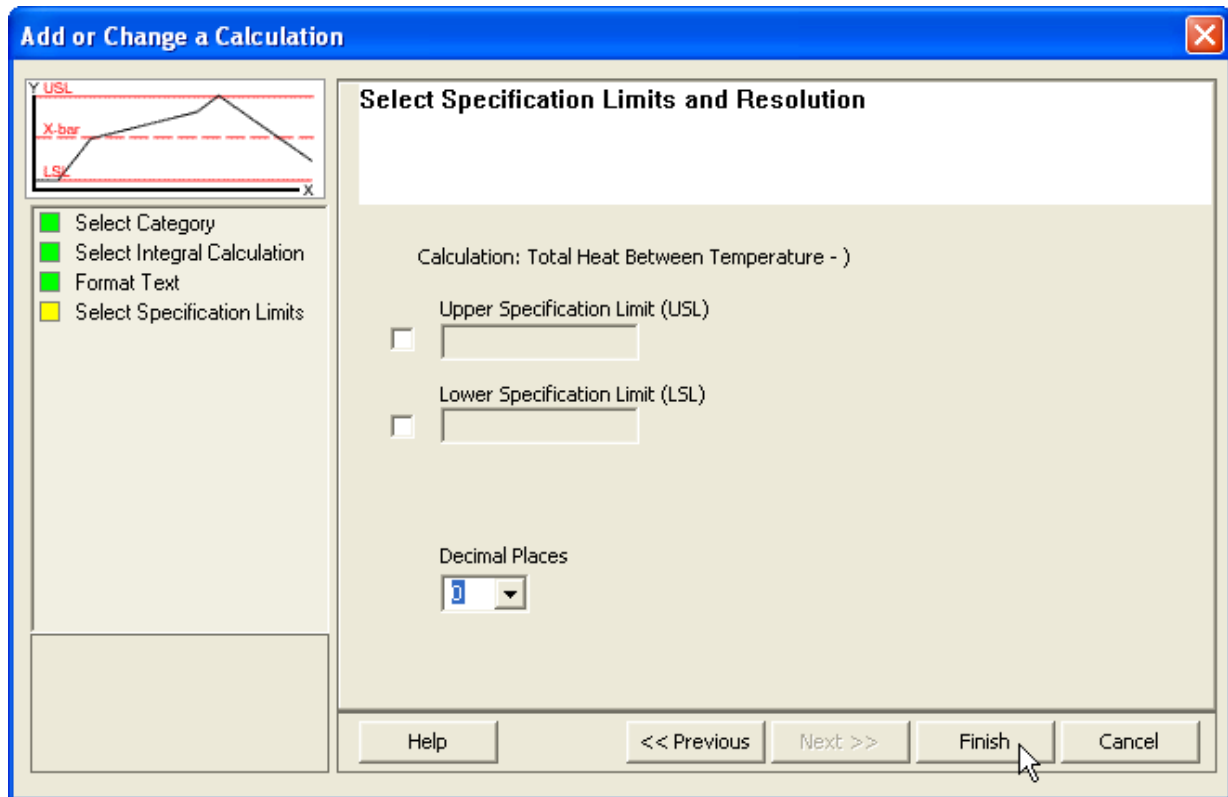 Add or Change a Calculation
Y USL
X-bar
LSL
X
Select Category
Select Integral Calculation
Format Text
Select Specification Limits
Select Specification Limits and Resolution
Calculation: Total Heat Between Temperature - )
Upper Specification Limit (USL)
Lower Specification Limit (LSL)
Decimal Places
0
Help
<< Previous
Next >>
Finish
Cancel